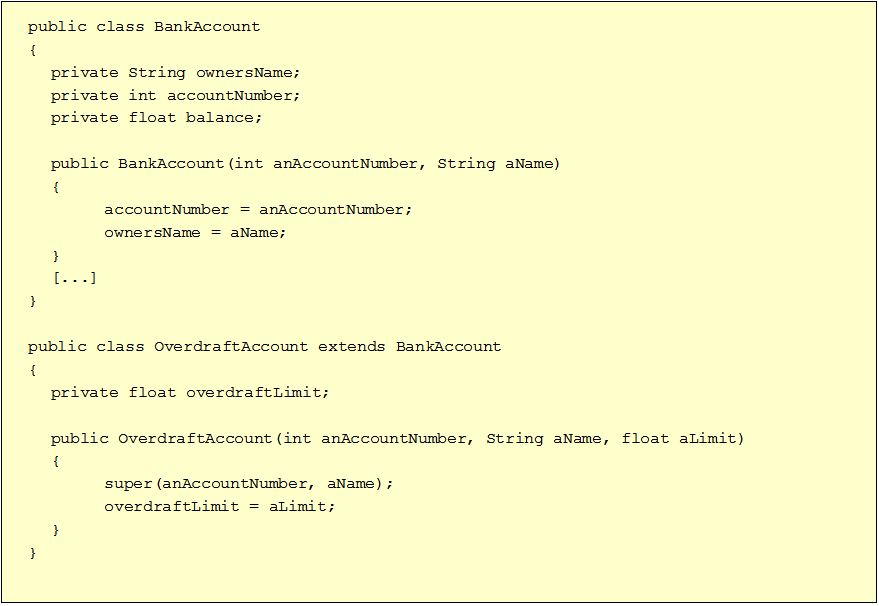 public class BankAccount
{
private String ownersName;
private int accountNumber;
private float balance;
public BankAccount(int anAccountNumber, String aName)
{
accountNumber = anAccountNumber;
ownersName = aName;
}
[...]
}
public class OverdraftAccount extends BankAccount
{
private float overdraftLimit;
public OverdraftAccount(int anAccountNumber, String aName, float aLimit)
{
super(anAccountNumber, aName);
overdraftLimit = aLimit;
}
}